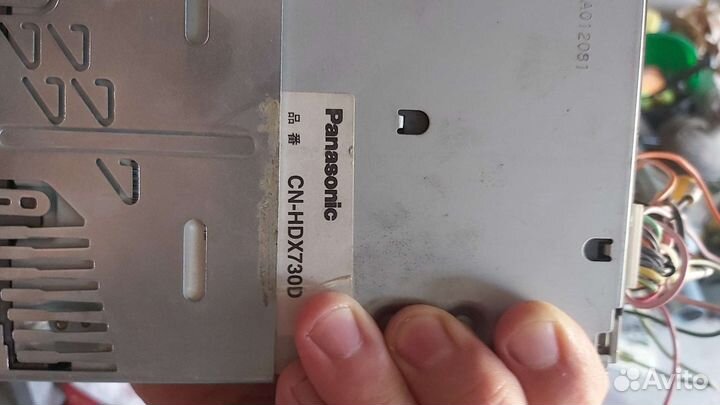 Panasonic
品番 CN-HDX730D
A012081
Avito